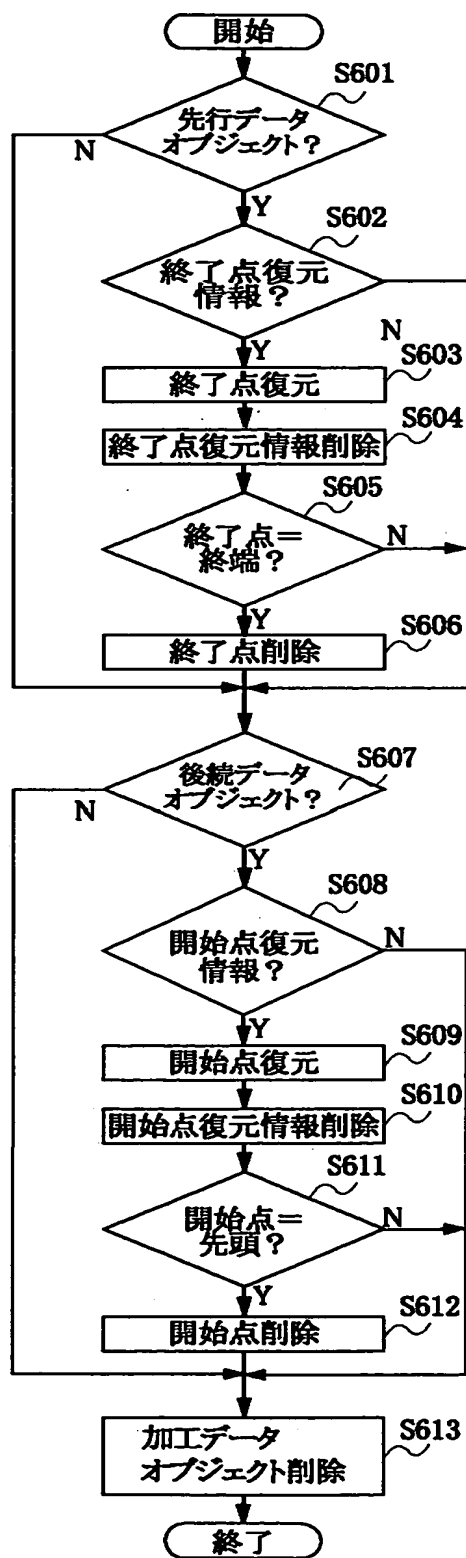 開始
S601
先行データ
オブジェクト?
N
Y
S602
終了点復元
情報?
N
Y
S603
終了点復元
S604
終了点復元情報削除
S605
終了点=
終端?
N
Y
S606
終了点削除
S607
後続データ
オブジェクト?
N
Y
S608
開始点復元
情報?
N
Y
S609
開始点復元
S610
開始点復元情報削除
S611
開始点=
先頭?
N
Y
S612
開始点削除
S613
加工データ
オブジェクト削除
終了